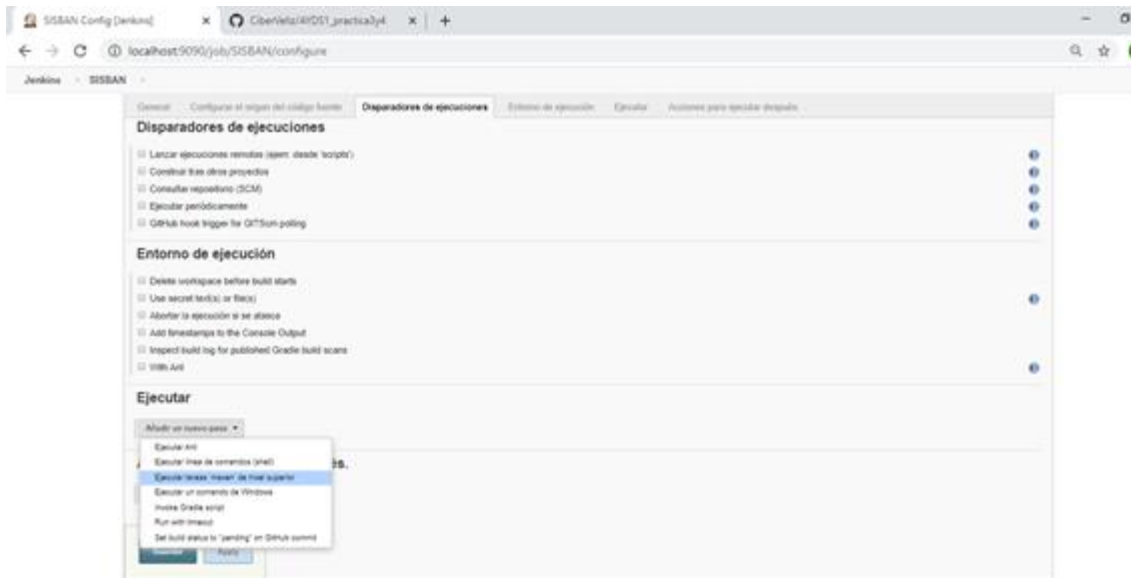 SISBAN Config [Jenkins]
localhost:9090/job/SISBAN/configure
Jenkins
SISBAN
General
Configurar el origen del código fuente
Disparadores de ejecuciones
Entorno de ejecución
Ejecutar
Acciones para ejecutar después
Disparadores de ejecuciones
Lanzar ejecuciones remotas (ejem: desde 'scripts')
Construir tras otros proyectos
Consultar repositorio (SCM)
Ejecutar periódicamente
GitHub hook trigger for GITScm polling
Entorno de ejecución
Delete workspace before build starts
Use secret text(s) or file(s)
Abortar la ejecución si se atasca
Add timestamps to the Console Output
Inspect build log for published Gradle build scans
With Ant
Ejecutar
Añadir un nuevo paso
Ejecutar Ant
Ejecutar línea de comandos (shell)
Ejecutar tareas 'maven' de nivel superior
Ejecutar un comando de Windows
Invoke Gradle script
Run with timeout
Set build status to "pending" on GitHub commit
Apply